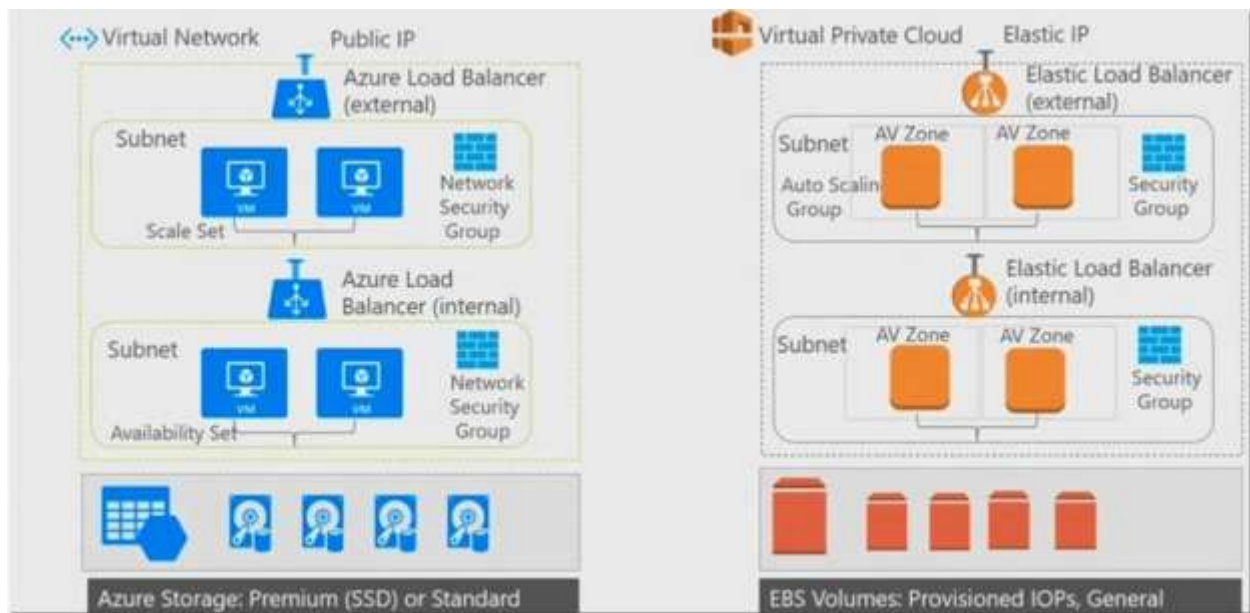 Virtual Network
Public IP
Azure Load Balancer
(external)
Subnet
VM
VM
Network
Security
Group
Scale Set
Azure Load
Balancer (internal)
Subnet
VM
VM
Network
Security
Group
Availability Set
Azure Storage: Premium (SSD) or Standard
Virtual Private Cloud
Elastic IP
Elastic Load Balancer
(external)
Subnet
AV Zone
AV Zone
Auto Scaling
Group
Security
Group
Elastic Load Balancer
(internal)
Subnet
AV Zone
AV Zone
Security
Group
EBS Volumes: Provisioned IOPs, General